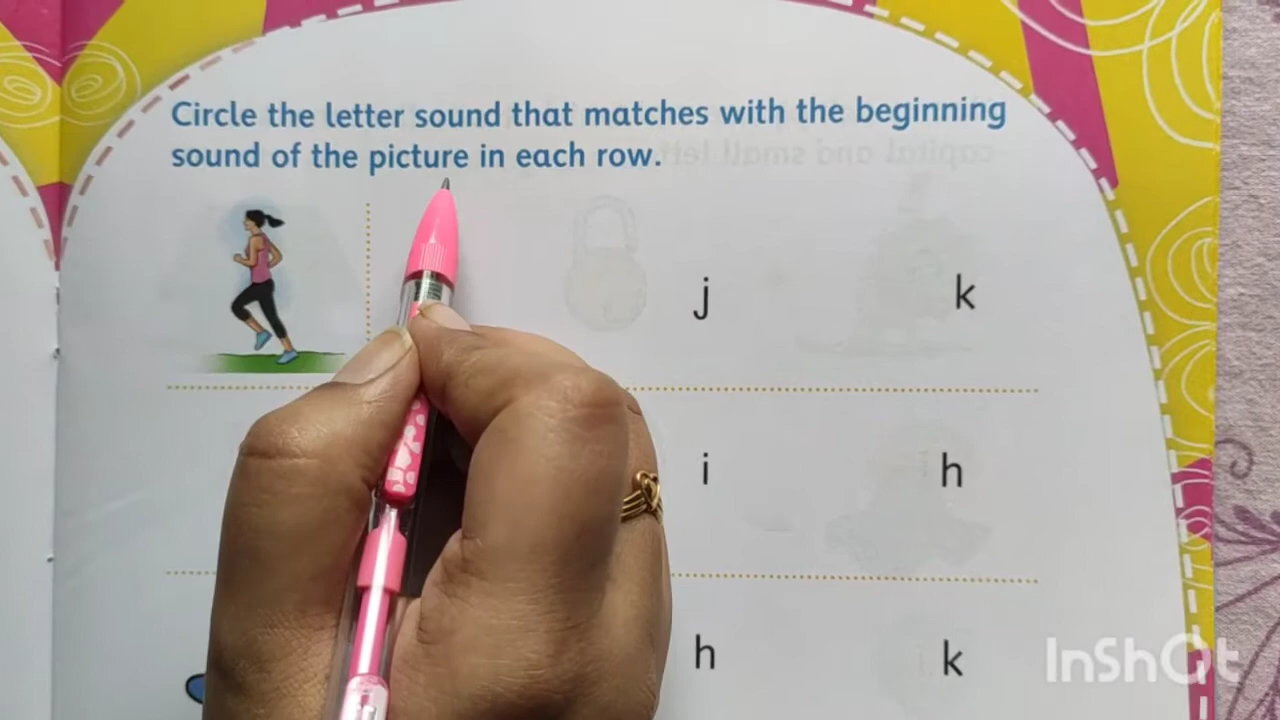 Circle the letter sound that matches with the beginning
sound of the picture in each row.
j k
i h
h k
InShOt